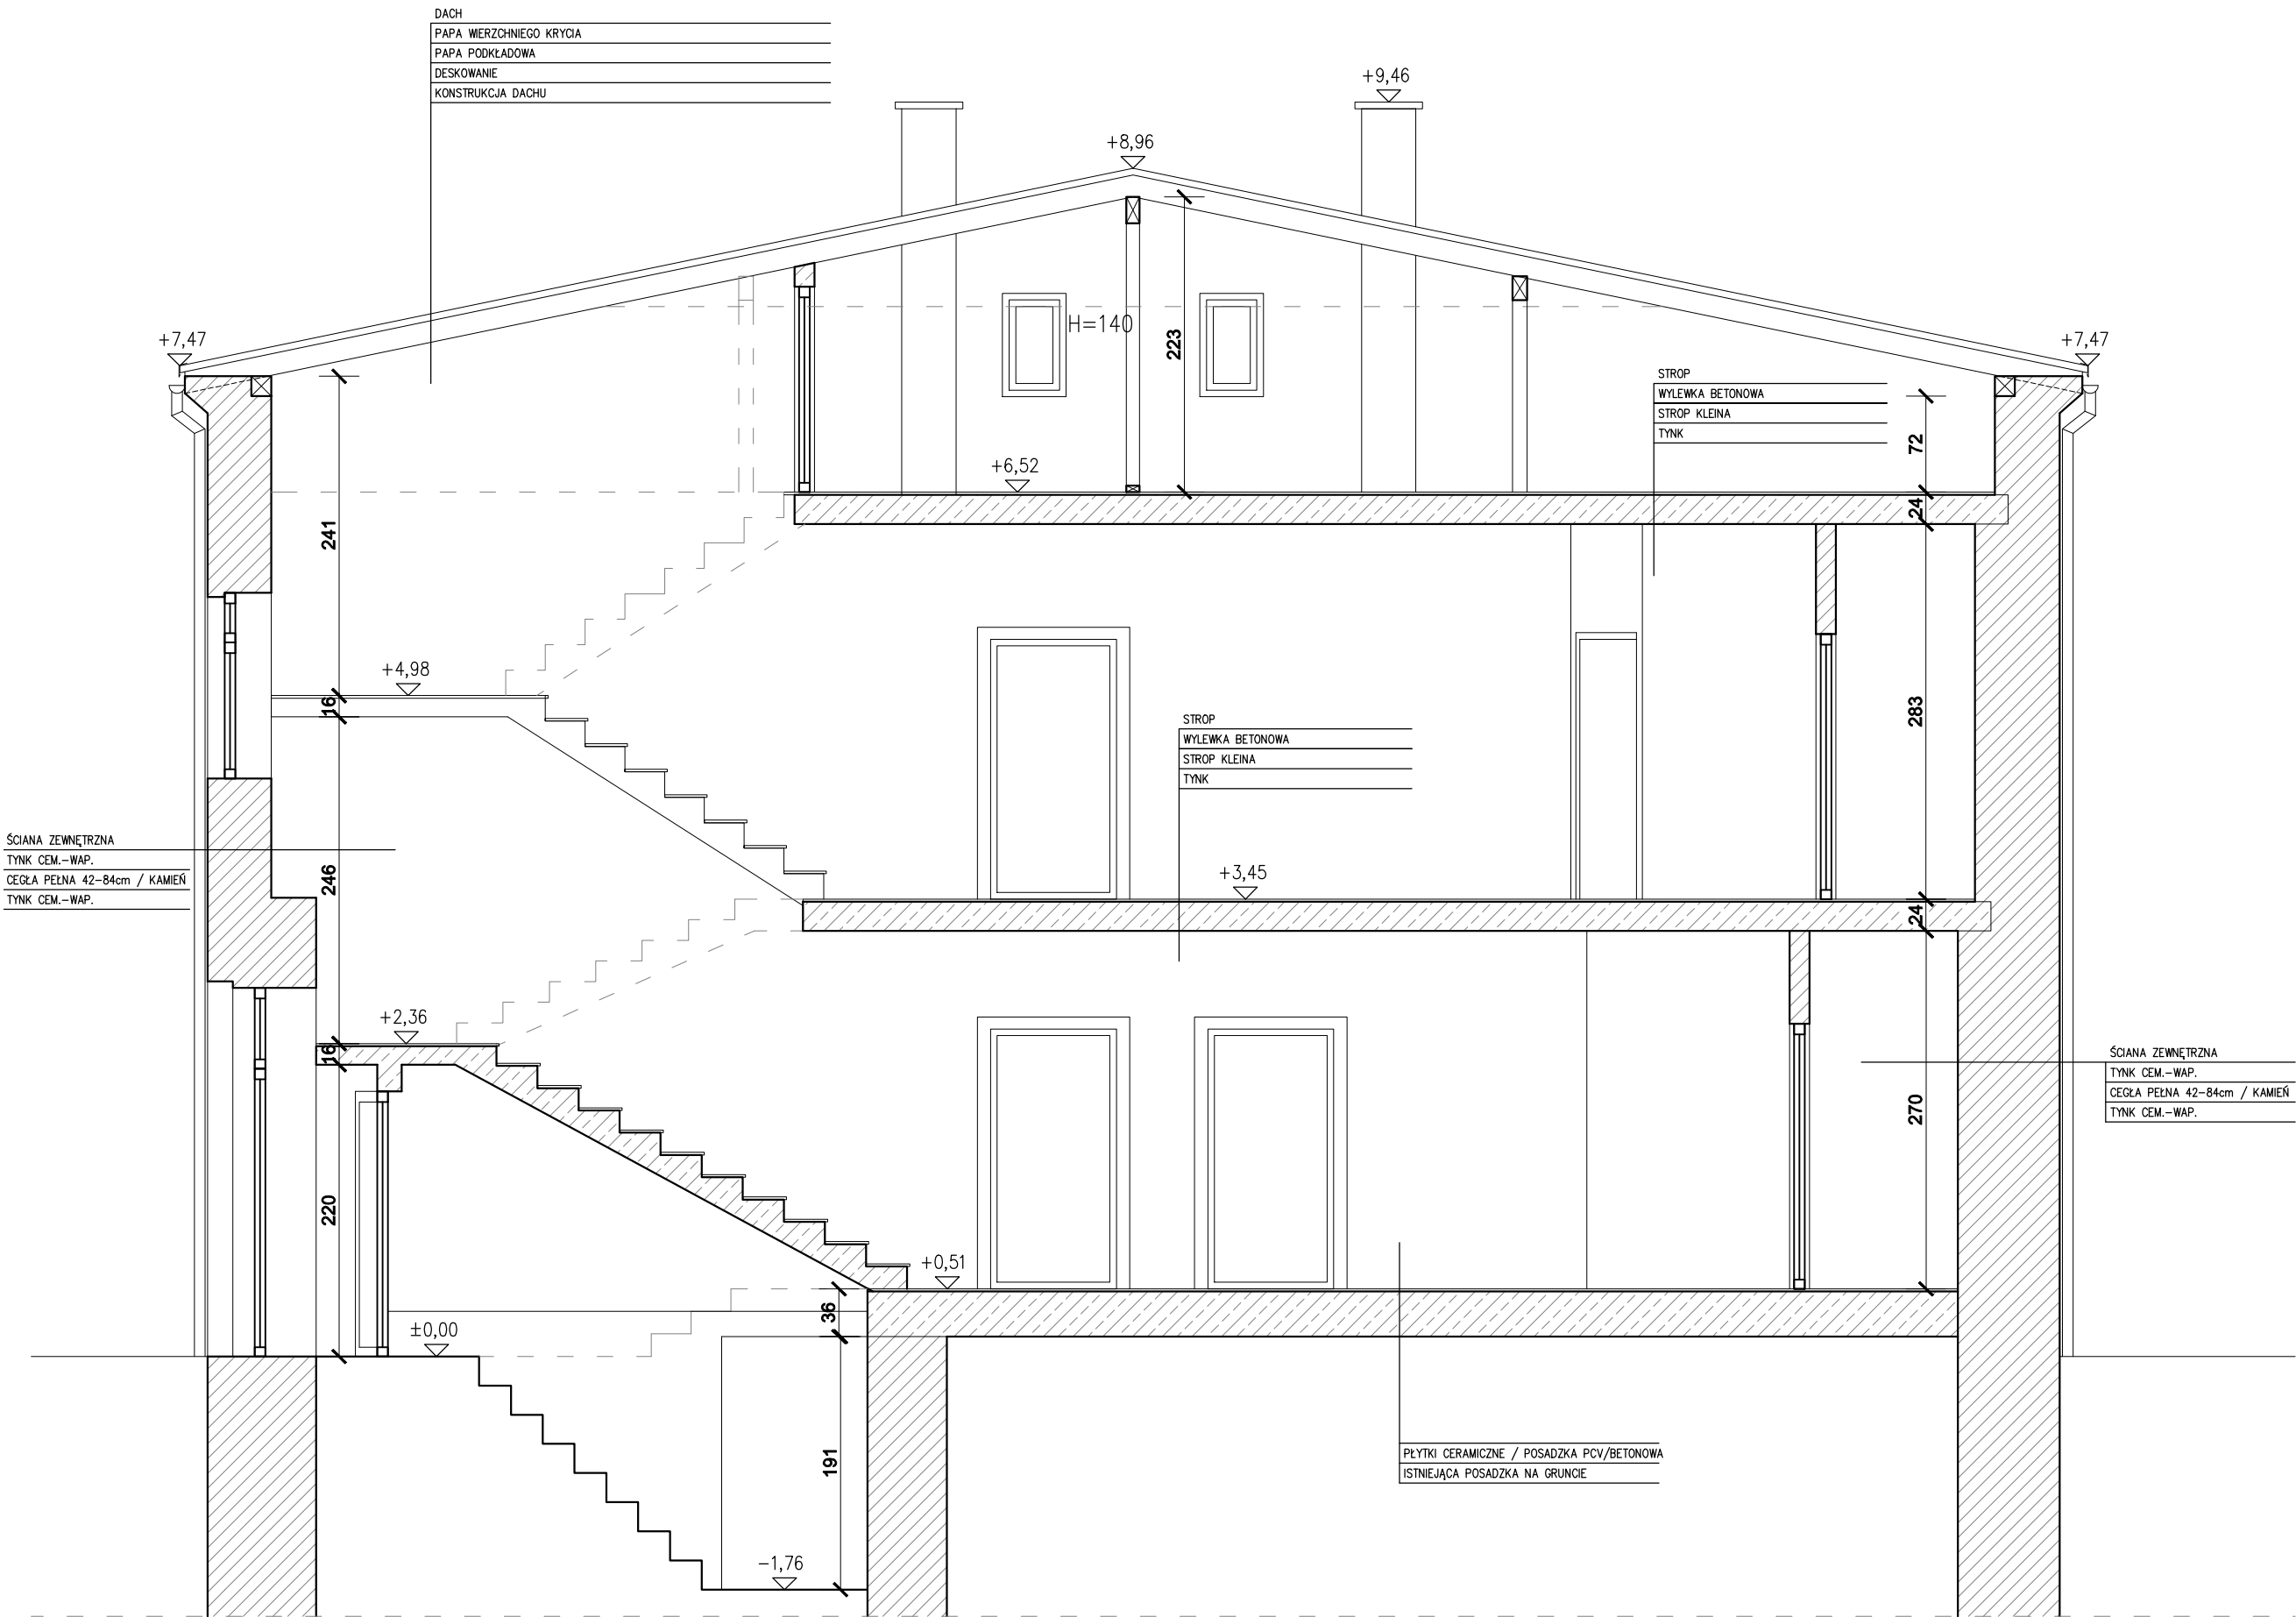 DACH
PAPA WIERZCHNIEGO KRYCIA
PAPA PODKŁADOWA
DESKOWANIE
KONSTRUKCJA DACHU
+9,46
+8,96
+7,47
H=140
223
+7,47
STROP
WYLEWKA BETONOWA
STROP KLEINA
TYNK
72
+6,52
24
241
+4,98
16
283
STROP
WYLEWKA BETONOWA
STROP KLEINA
TYNK
ŚCIANA ZEWNĘTRZNA
TYNK CEM.-WAP.
CEGŁA PEŁNA 42-84cm / KAMIEŃ
TYNK CEM.-WAP.
246
+3,45
24
+2,36
16
ŚCIANA ZEWNĘTRZNA
TYNK CEM.-WAP.
CEGŁA PEŁNA 42-84cm / KAMIEŃ
TYNK CEM.-WAP.
270
220
+0,51
36
±0,00
191
PŁYTKI CERAMICZNE / POSADZKA PCV/BETONOWA
ISTNIEJĄCA POSADZKA NA GRUNCIE
-1,76